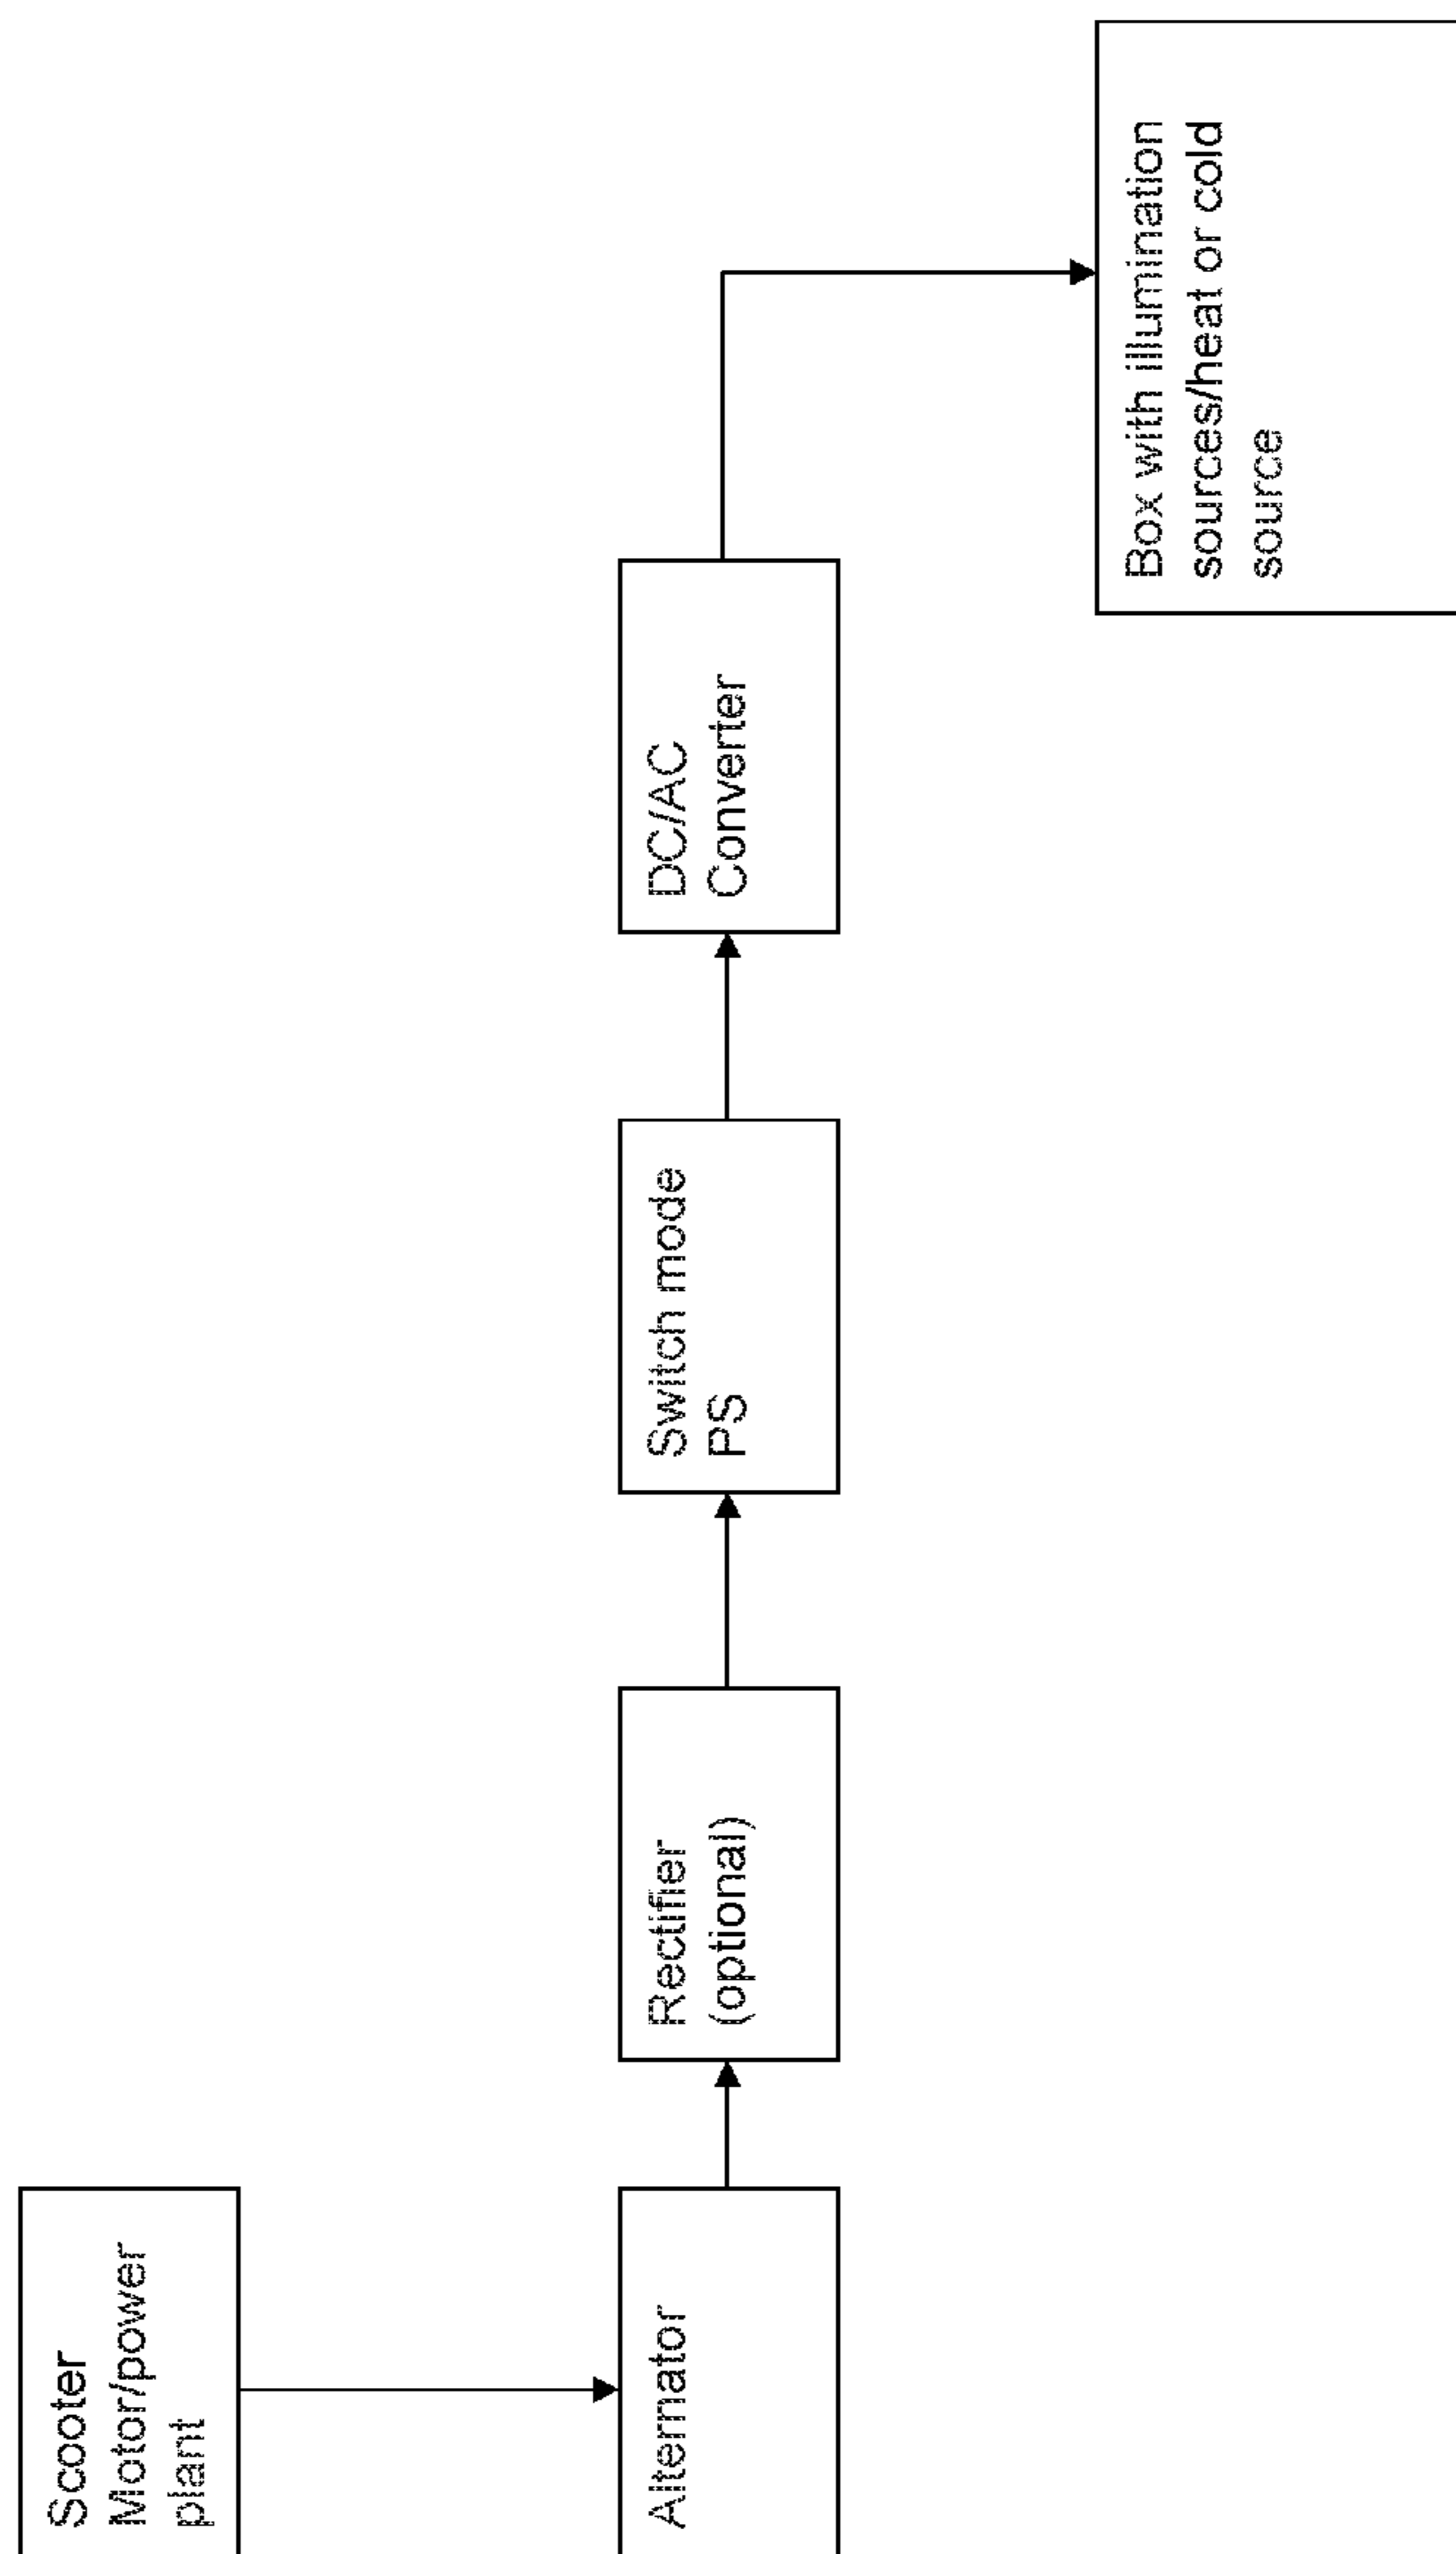 Scooter
Motor/power
plant
Alternator
Rectifier
(optional)
Switch mode
PS
DC/AC
Converter
Box with illumination
sources/heat or cold
source